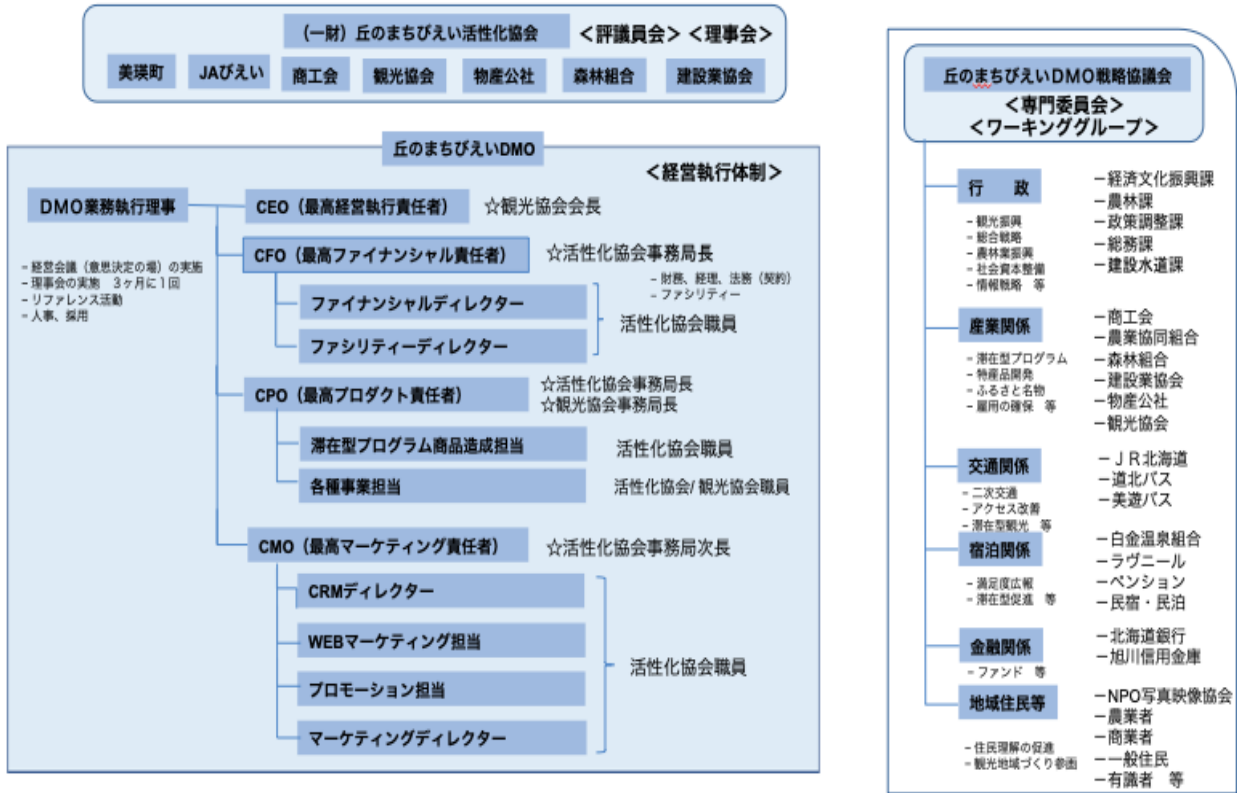 (一財)丘のまちびえい活性化協会 ＜評議員会＞＜理事会＞
美瑛町 JAびえい 商工会 観光協会 物産公社 森林組合 建設業協会
丘のまちびえいDMO
＜経営執行体制＞
DMO業務執行理事
- 経営会議（意思決定の場）の実施
- 理事会の実施 3ヶ月に1回
- リファレンス活動
- 人事、採用
CEO（最高経営執行責任者） ☆観光協会会長
CFO（最高ファイナンシャル責任者） ☆活性化協会事務局長
- 財務、経理、法務（契約）
- ファシリティー
ファイナンシャルディレクター
ファシリティーディレクター
活性化協会職員
CPO（最高プロダクト責任者）
☆活性化協会事務局長
☆観光協会事務局長
滞在型プログラム商品造成担当 活性化協会職員
各種事業担当 活性化協会/観光協会職員
CMO（最高マーケティング責任者） ☆活性化協会事務局次長
CRMディレクター
WEBマーケティング担当
プロモーション担当
マーケティングディレクター
活性化協会職員
丘のまちびえいDMO戦略協議会
＜専門委員会＞
＜ワーキンググループ＞
行 政
- 観光振興
- 総合戦略
- 農林業振興
- 社会資本整備
- 情報戦略 等
－経済文化振興課
－農林課
－政策調整課
－総務課
－建設水道課
産業関係
- 滞在型プログラム
- 特産品開発
- ふるさと名物
- 雇用の確保 等
－商工会
－農業協同組合
－森林組合
－建設業協会
－物産公社
－観光協会
交通関係
- 二次交通
- アクセス改善
- 滞在型観光 等
－ＪＲ北海道
－道北バス
－美遊バス
宿泊関係
- 満足度広報
- 滞在型促進 等
－白金温泉組合
－ラヴニール
－ペンション
－民宿・民泊
金融関係
- ファンド 等
－北海道銀行
－旭川信用金庫
地域住民等
- 住民理解の促進
- 観光地域づくり参画
－NPO写真映像協会
－農業者
－商業者
－一般住民
－有識者 等